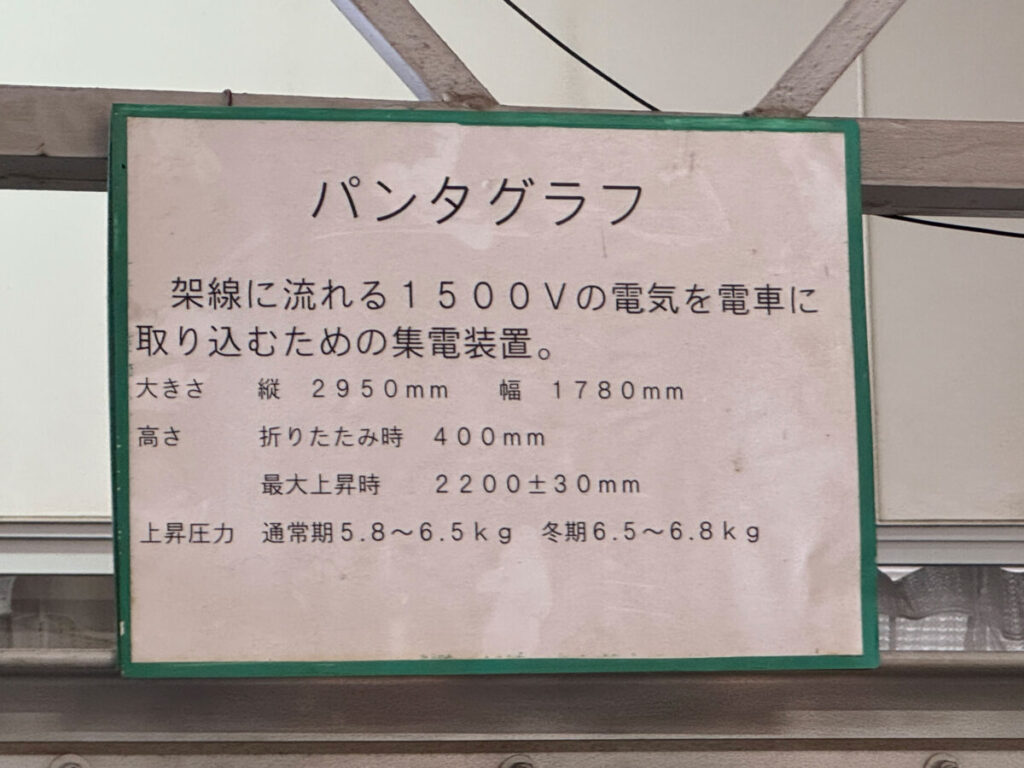 パンタグラフ
架線に流れる１５００Ｖの電気を電車に
取り込むための集電装置。
大きさ　縦　２９５０ｍｍ　幅　１７８０ｍｍ
高さ　折りたたみ時　４００ｍｍ
最大上昇時　２２００±３０ｍｍ
上昇圧力　通常期５.８～６.５ｋｇ　冬期６.５～６.８ｋｇ